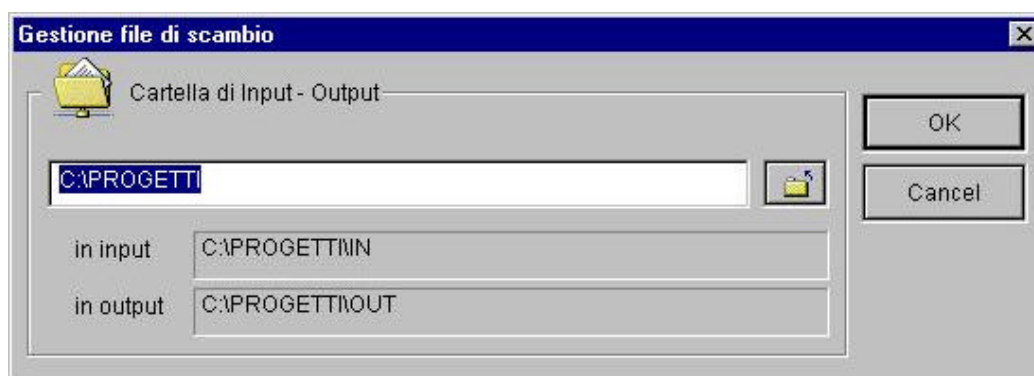 Gestione file di scambio
Cartella di Input - Output
OK
C:\PROGETTI
Cancel
in input C:\PROGETTI\IN
in output C:\PROGETTI\OUT